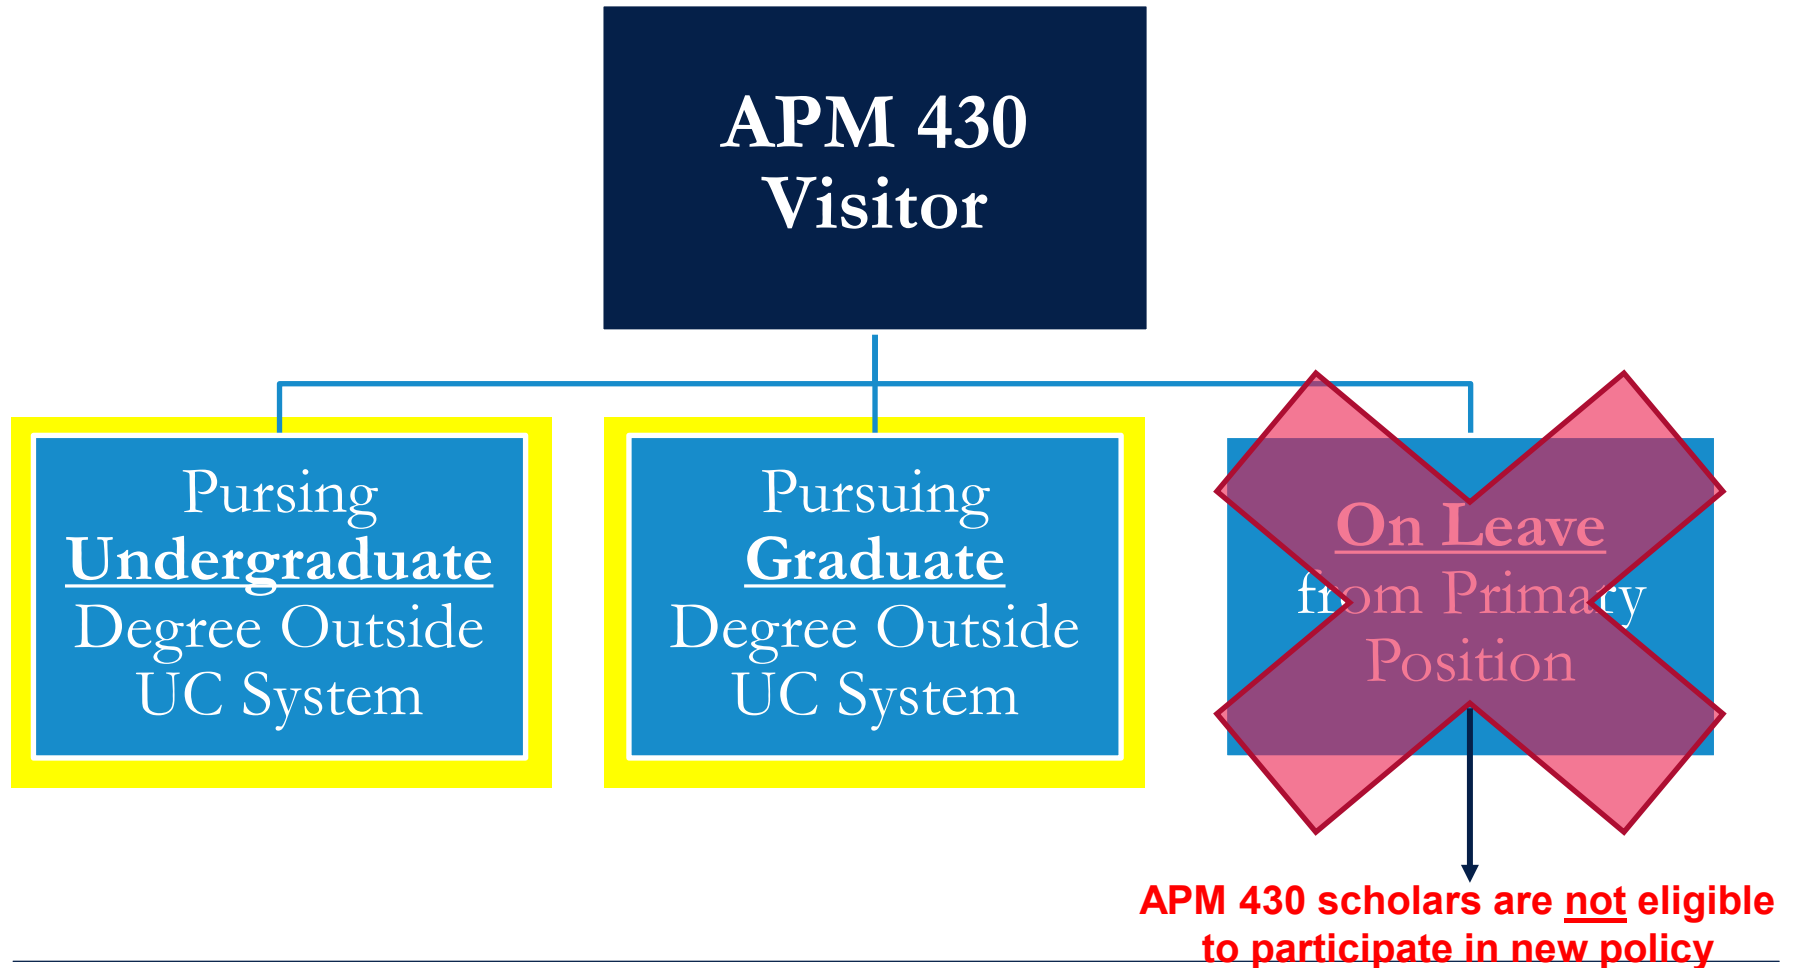 APM 430
Visitor
Pursing
Undergraduate
Degree Outside
UC System
Pursuing
Graduate
Degree Outside
UC System
On Leave
from Primary
Position
APM 430 scholars are not eligible
to participate in new policy